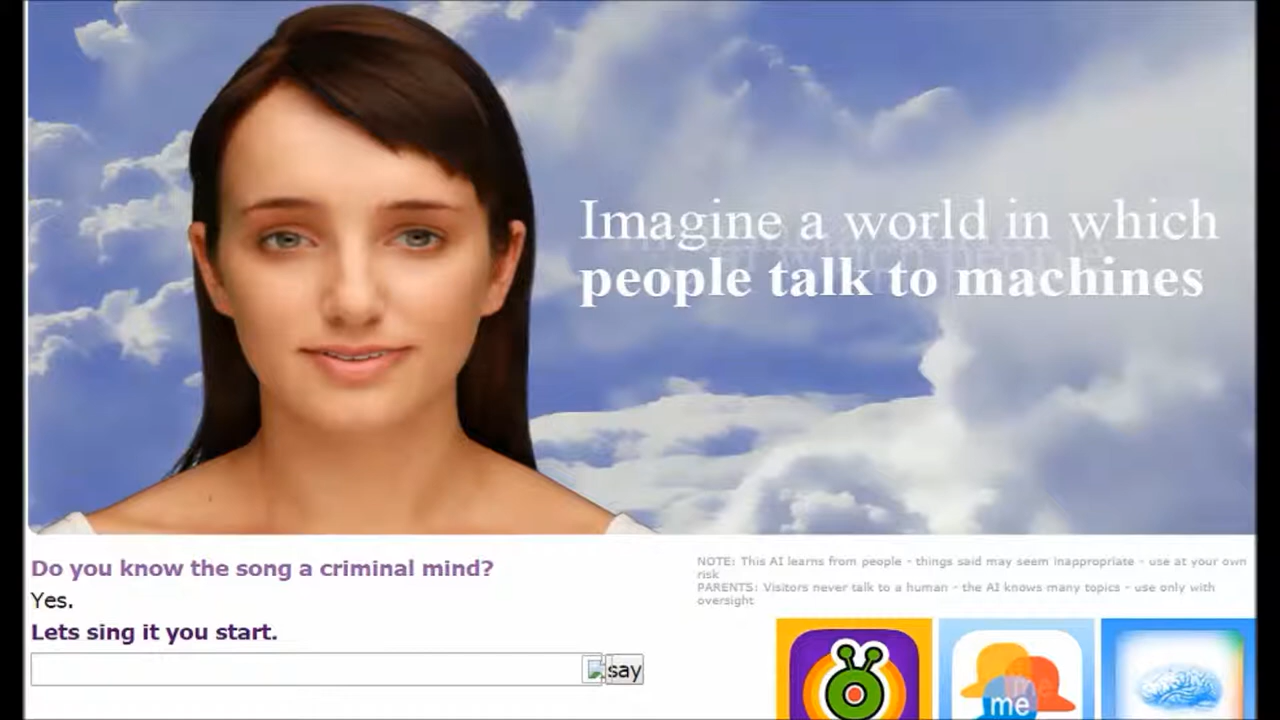 Imagine a world in which
people talk to machines
Do you know the song a criminal mind?
Yes.
Lets sing it you start.
say
NOTE: This AI learns from people - things said may seem inappropriate - use at your own
risk
PARENTS: Visitors never talk to a human - the AI knows many topics - use only with
oversight
me